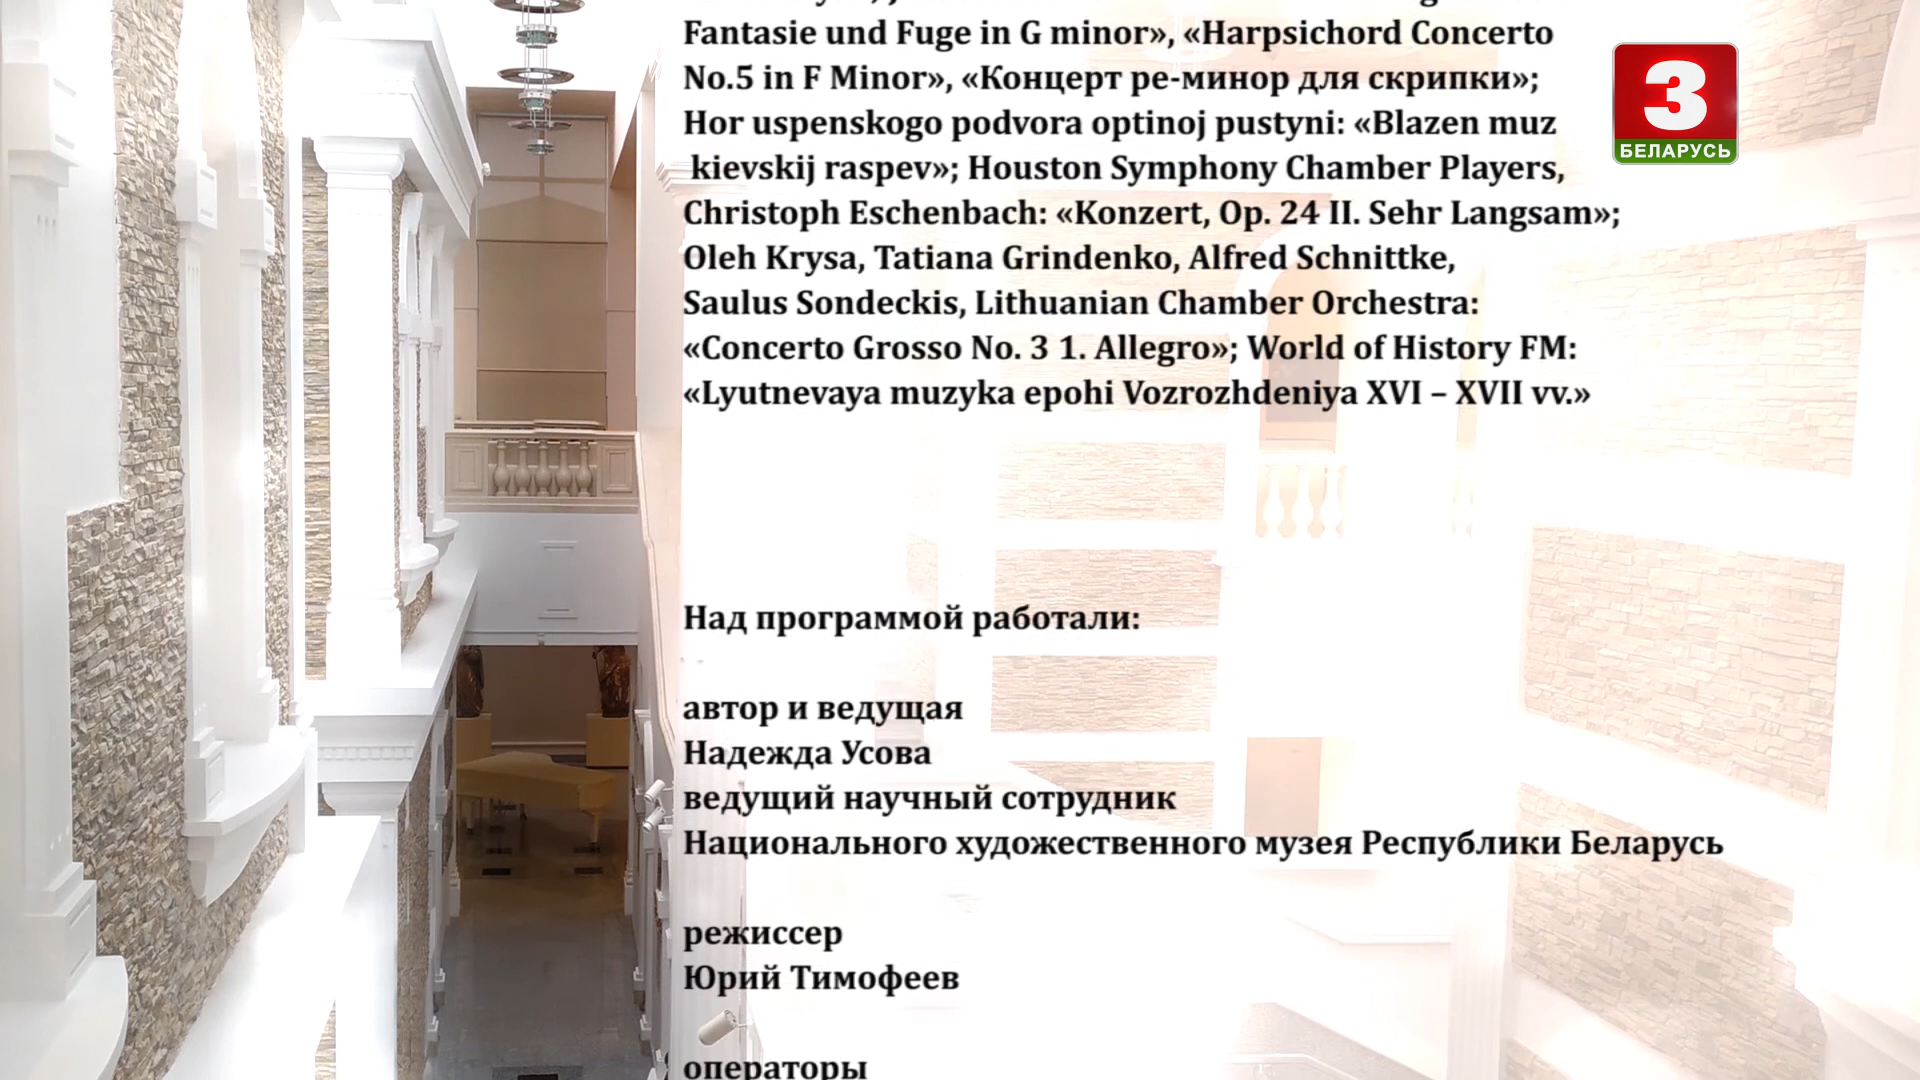 Fantasie und Fuge in G minor», «Harpsichord Concerto
No.5 in F Minor», «Концерт ре-минор для скрипки»;
Hor uspenskogo podvora optinoj pustyni: «Blazen muz
kievskij raspev»; Houston Symphony Chamber Players,
Christoph Eschenbach: «Konzert, Op. 24 II. Sehr Langsam»;
Oleh Krysa, Tatiana Grindenko, Alfred Schnittke,
Saulus Sondeckis, Lithuanian Chamber Orchestra:
«Concerto Grosso No. 3 1. Allegro»; World of History FM:
«Lyutnevaya muzyka epohi Vozrozhdeniya XVI – XVII vv.»
3
БЕЛАРУСЬ
Над программой работали:
автор и ведущая
Надежда Усова
ведущий научный сотрудник
Национального художественного музея Республики Беларусь
режиссер
Юрий Тимофеев
операторы